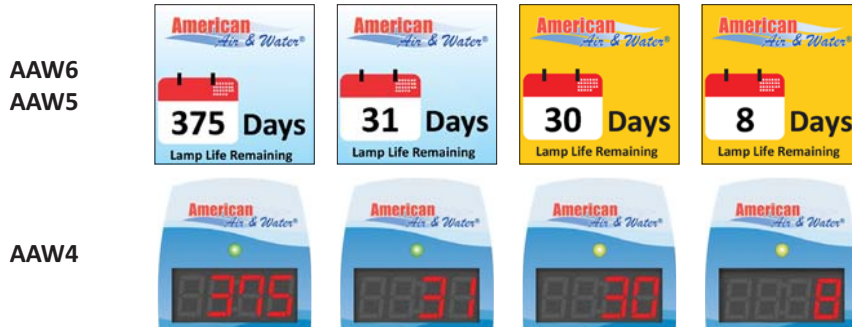 American
Air & Water®
American
Air & Water®
American
Air & Water®
American
Air & Water®
AAW6
AAW5
375 Days
31 Days
30 Days
8 Days
Lamp Life Remaining
Lamp Life Remaining
Lamp Life Remaining
Lamp Life Remaining
American
Air & Water®
American
Air & Water®
American
Air & Water®
American
Air & Water®
AAW4
375
31
30
8